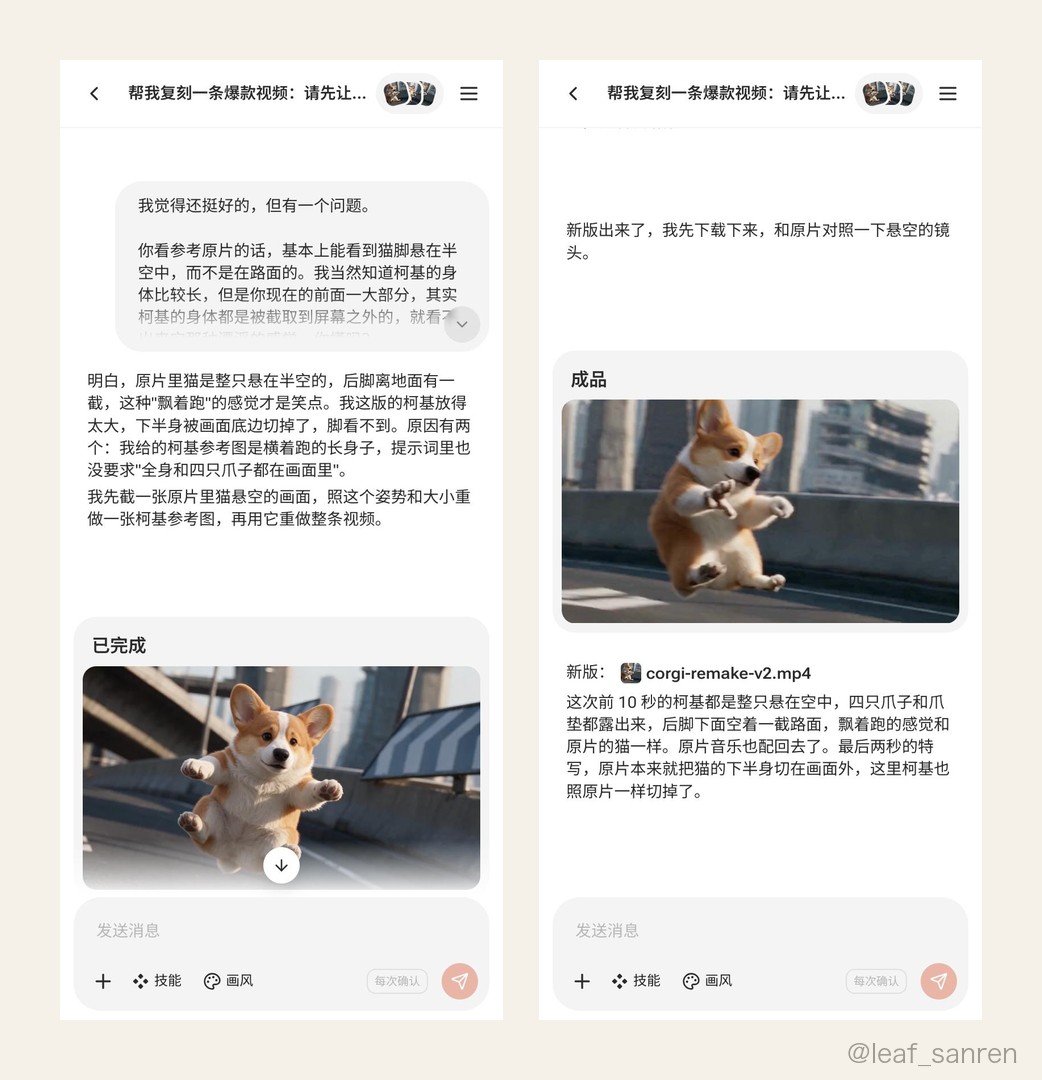 帮我复刻一条爆款视频：请先让...
我觉得还挺好的，但有一个问题。
你看参考原片的话，基本上能看到猫脚悬在半
空中，而不是在路面的。我当然知道柯基的身
体比较长，但是你现在的前面一大部分，其实
柯基的身体都是被截取到屏幕之外的，就看不
明白，原片里猫是整只悬在半空的，后脚离地面有一
截，这种"飘着跑"的感觉才是笑点。我这版的柯基放得
太大，下半身被画面底边切掉了，脚看不到。原因有两
个：我给的柯基参考图是横着跑的长身子，提示词里也
没要求"全身和四只爪子都在画面里"。
我先截一张原片里猫悬空的画面，照这个姿势和大小重
做一张柯基参考图，再用它重做整条视频。
已完成
发送消息
技能
画风
每次确认
帮我复刻一条爆款视频：请先让...
新版出来了，我先下载下来，和原片对照一下悬空的镜
头。
成品
新版： corgi-remake-v2.mp4
这次前 10 秒的柯基都是整只悬在空中，四只爪子和爪
垫都露出来，后脚下面空着一截路面，飘着跑的感觉和
原片的猫一样。原片音乐也配回去了。最后两秒的特
写，原片本来就把猫的下半身切在画面外，这里柯基也
照原片一样切掉了。
发送消息
技能
画风
每次确认
@leaf_sanren